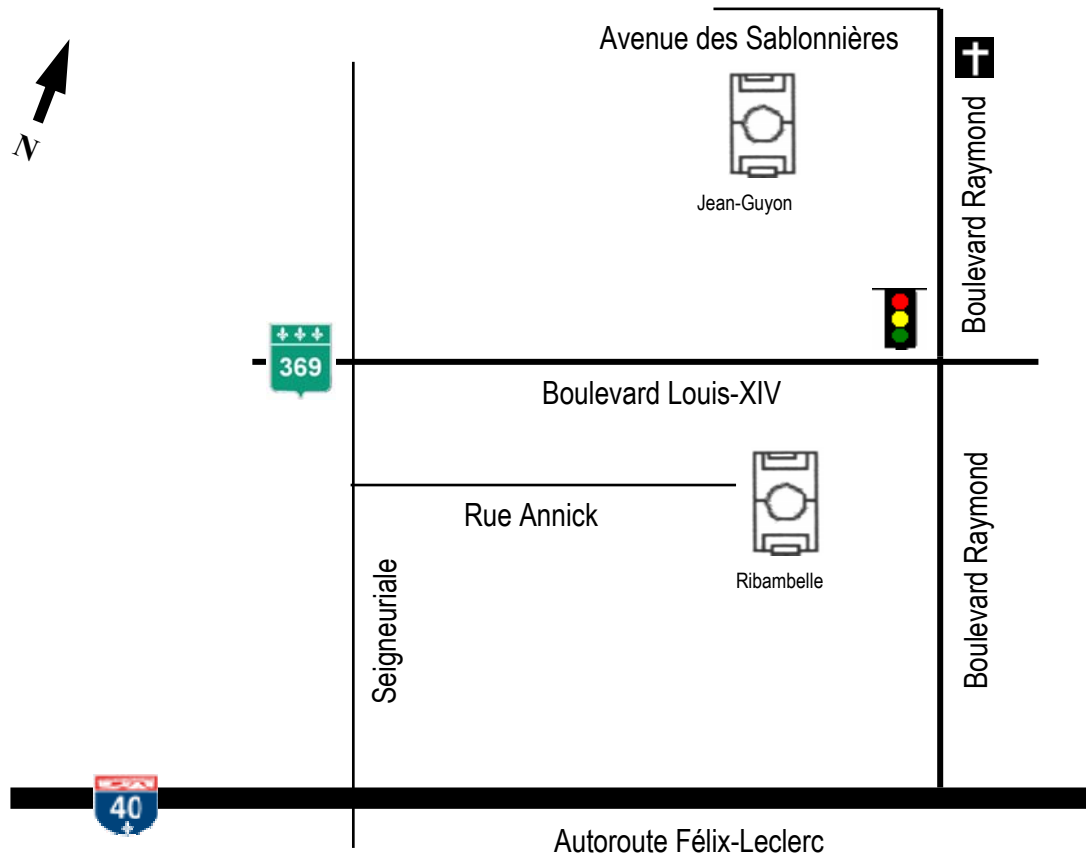 Avenue des Sablonnières
N
Boulevard Raymond
Jean-Guyon
369
Boulevard Louis-XIV
Rue Annick
Ribambelle
Seigneuriale
Boulevard Raymond
40
Autoroute Félix-Leclerc